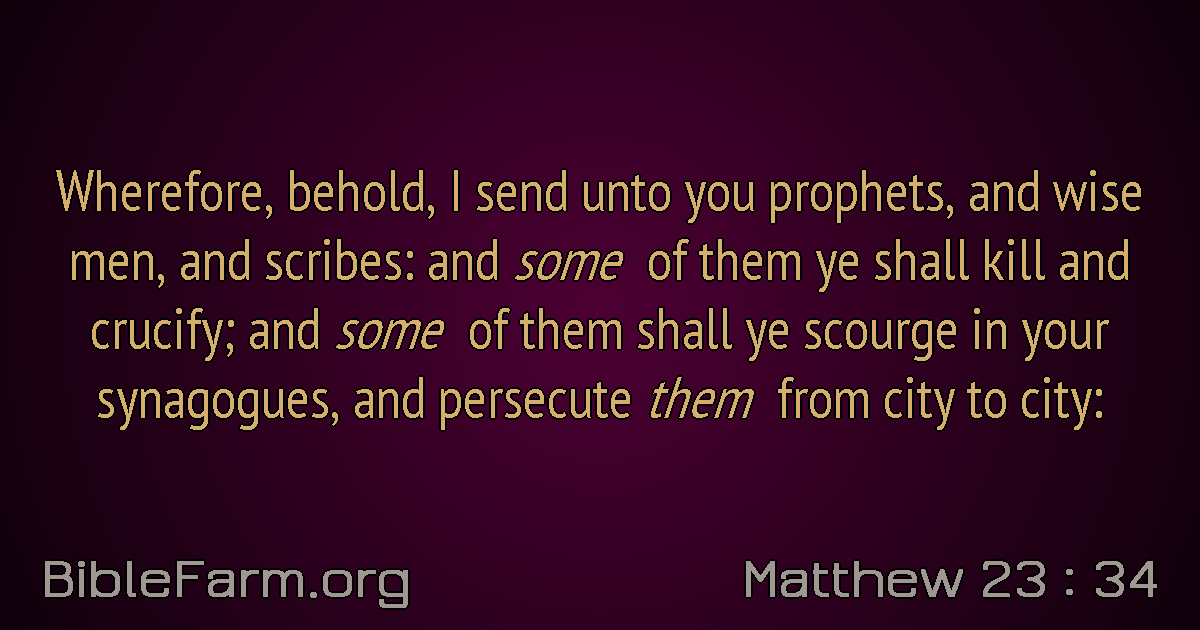 Wherefore, behold, I send unto you prophets, and wise
men, and scribes: and some of them ye shall kill and
crucify; and some of them shall ye scourge in your
synagogues, and persecute them from city to city:
BibleFarm.org
Matthew 23 : 34